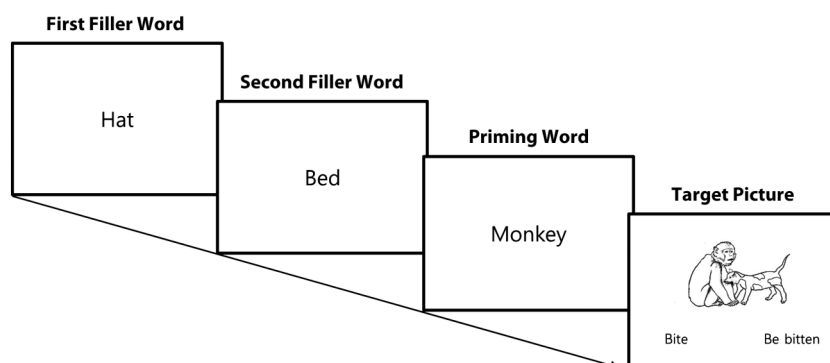 First Filler Word
Hat
Second Filler Word
Bed
Priming Word
Monkey
Target Picture
Bite Be bitten